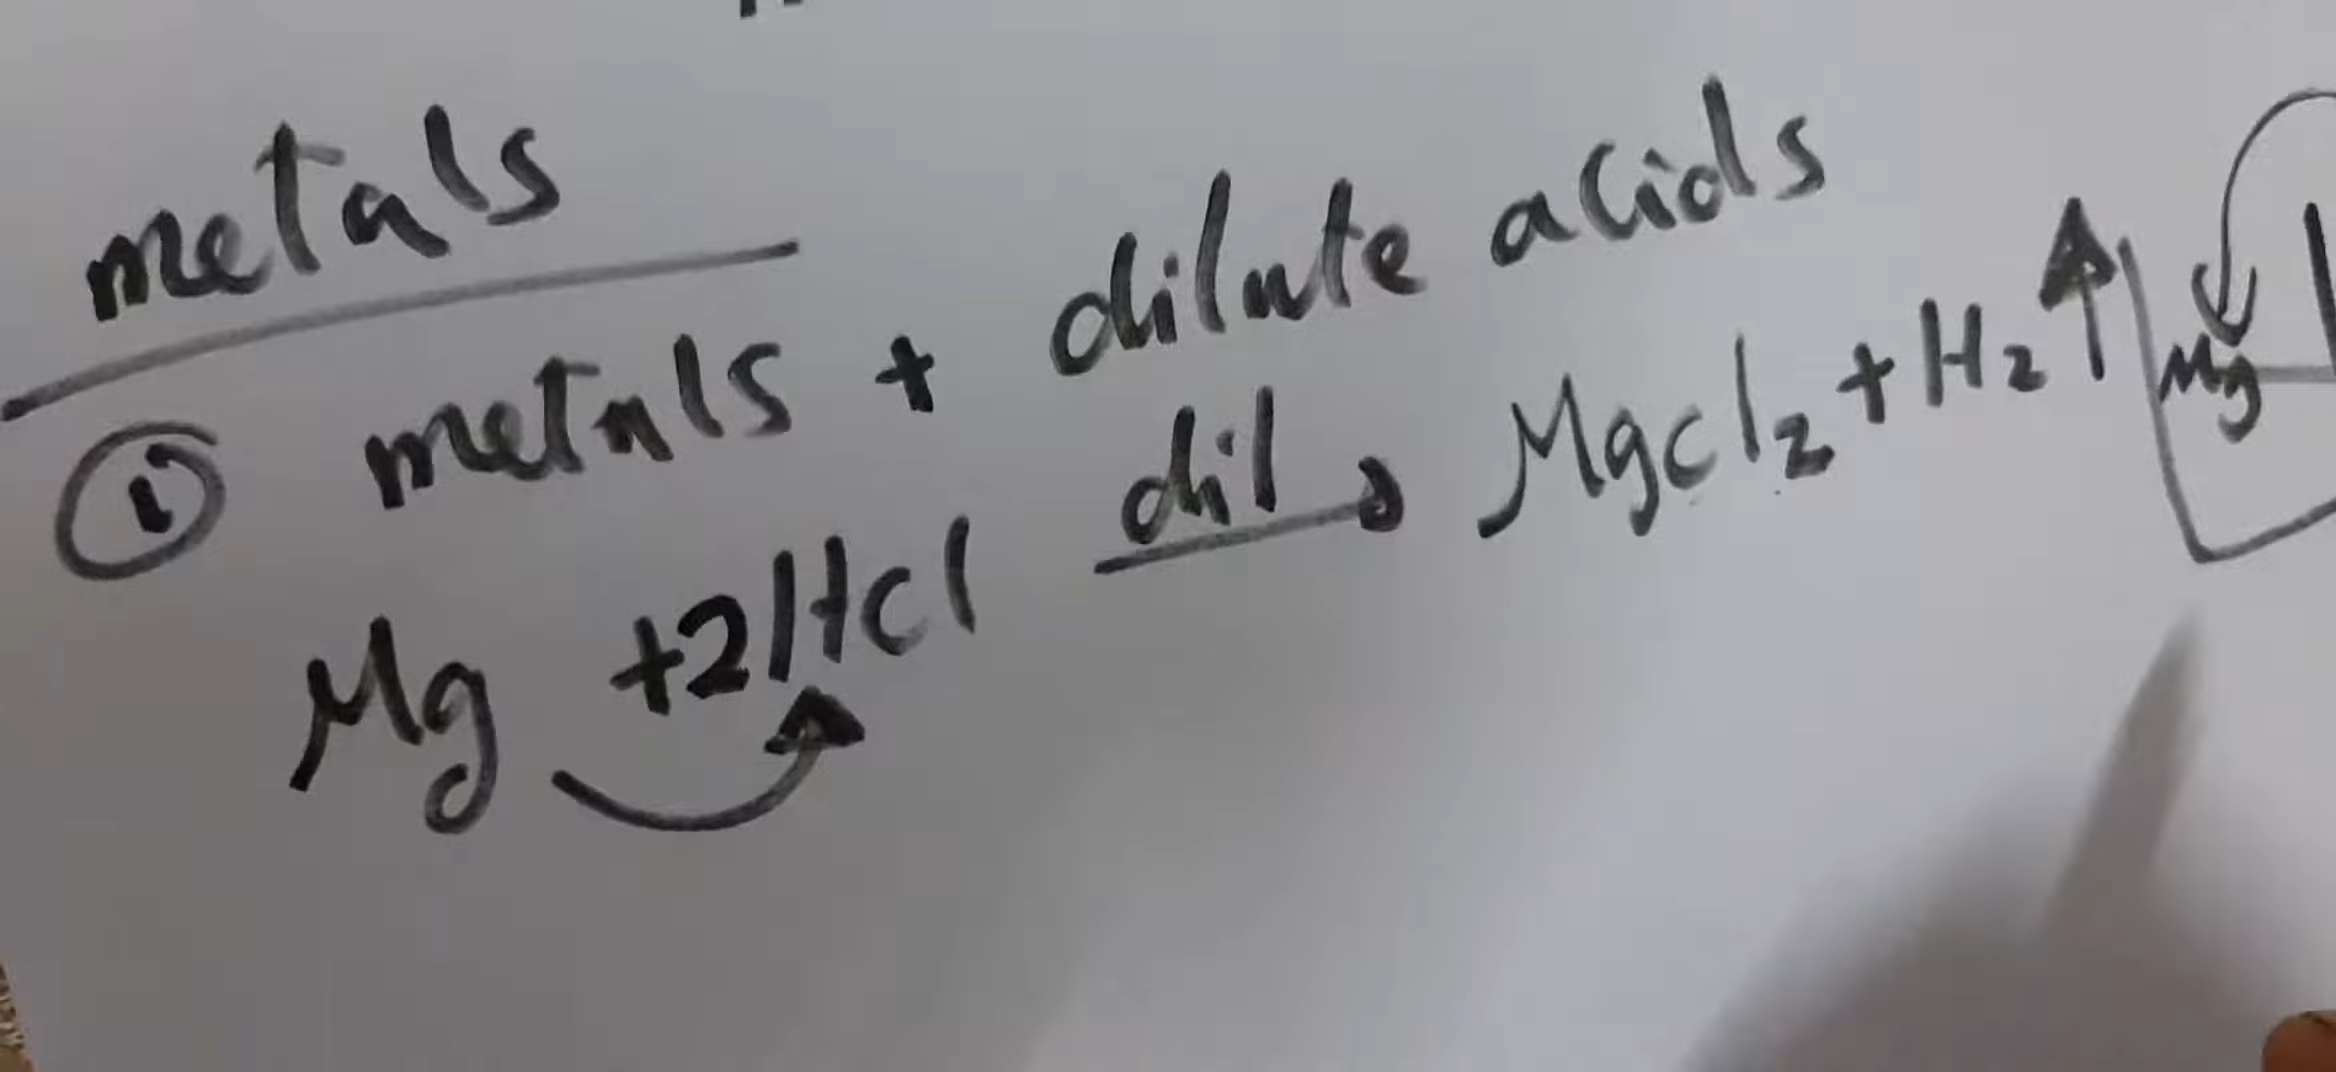 metals
① metals + dilute acids
Mg +2HCl dil → MgCl₂ + H₂ ↑
Mg